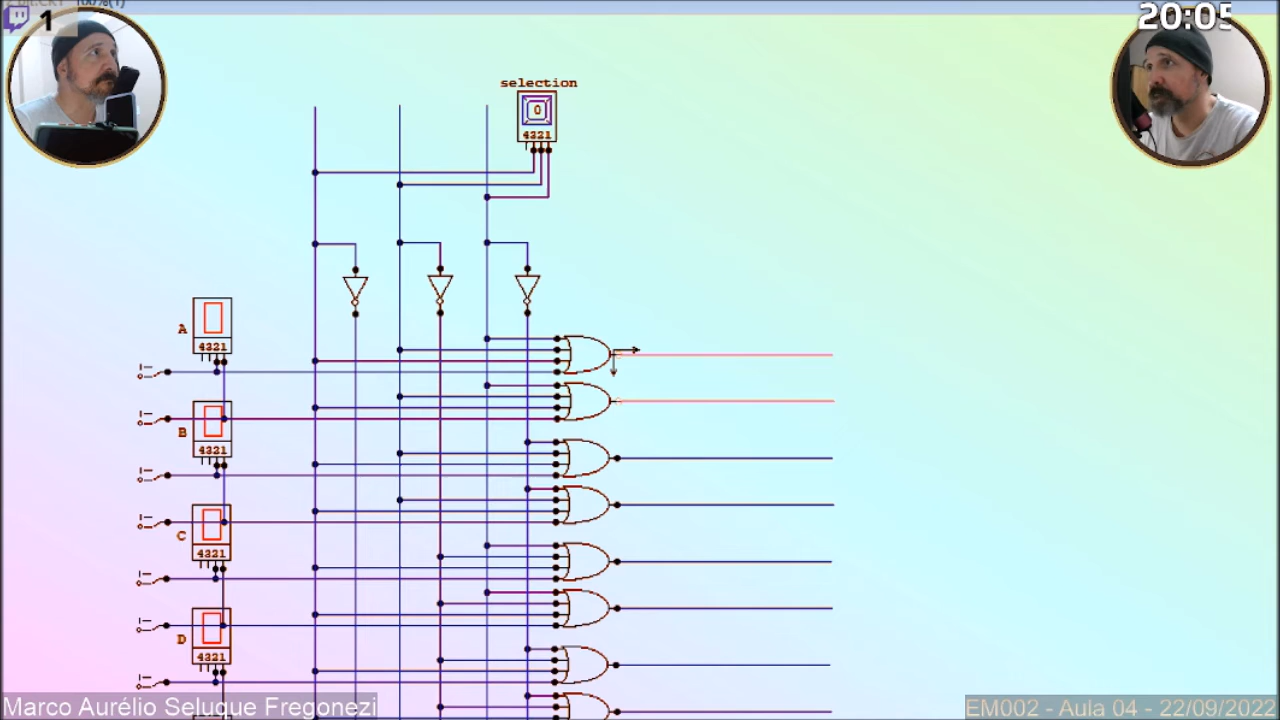 1
20:05
selection
0
4321
A
4321
B
4321
C
4321
D
4321
Marco Aurélio Seluque Fregonezi
EM002 - Aula 04 - 22/09/2022